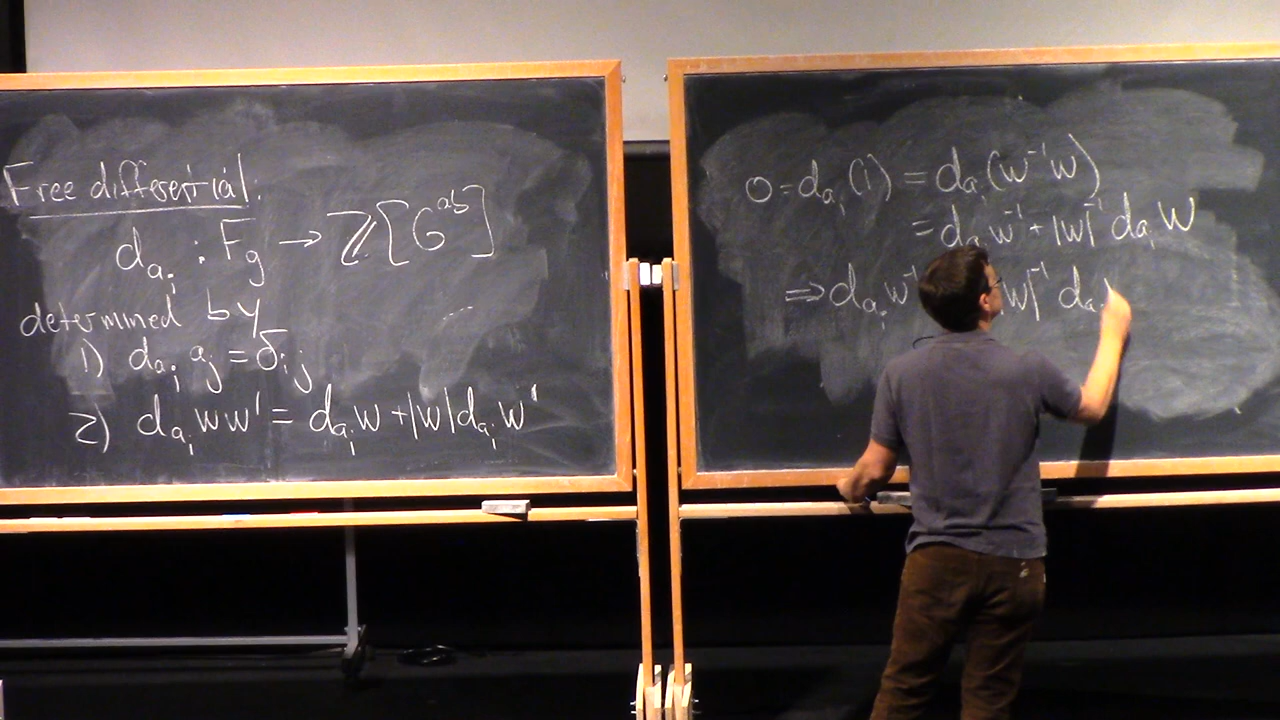 Free differential:
d_{a_i} : F_g → ℤ[G^{ab}]
determined by
1) d_{a_i} a_j = δ_{ij}
2) d_{a_i} ww' = d_{a_i} w + |w| d_{a_i} w'
0 = d_{a_i}(1) = d_{a_i}(w^{-1}w)
= d_{a_i} w^{-1} + |w|^{-1} d_{a_i} w
⇒ d_{a_i} w^{-1} |w|^{-1} d_{a_i}